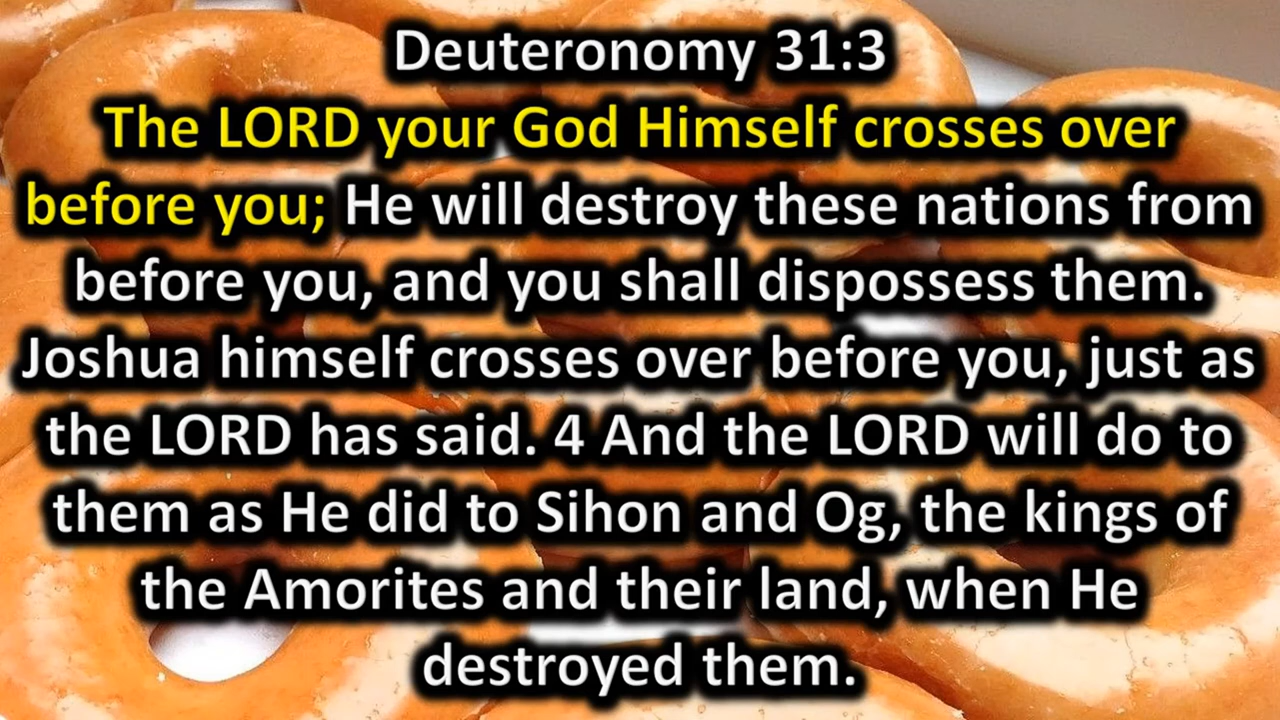 Deuteronomy 31:3
The LORD your God Himself crosses over
before you; He will destroy these nations from
before you, and you shall dispossess them.
Joshua himself crosses over before you, just as
the LORD has said. 4 And the LORD will do to
them as He did to Sihon and Og, the kings of
the Amorites and their land, when He
destroyed them.